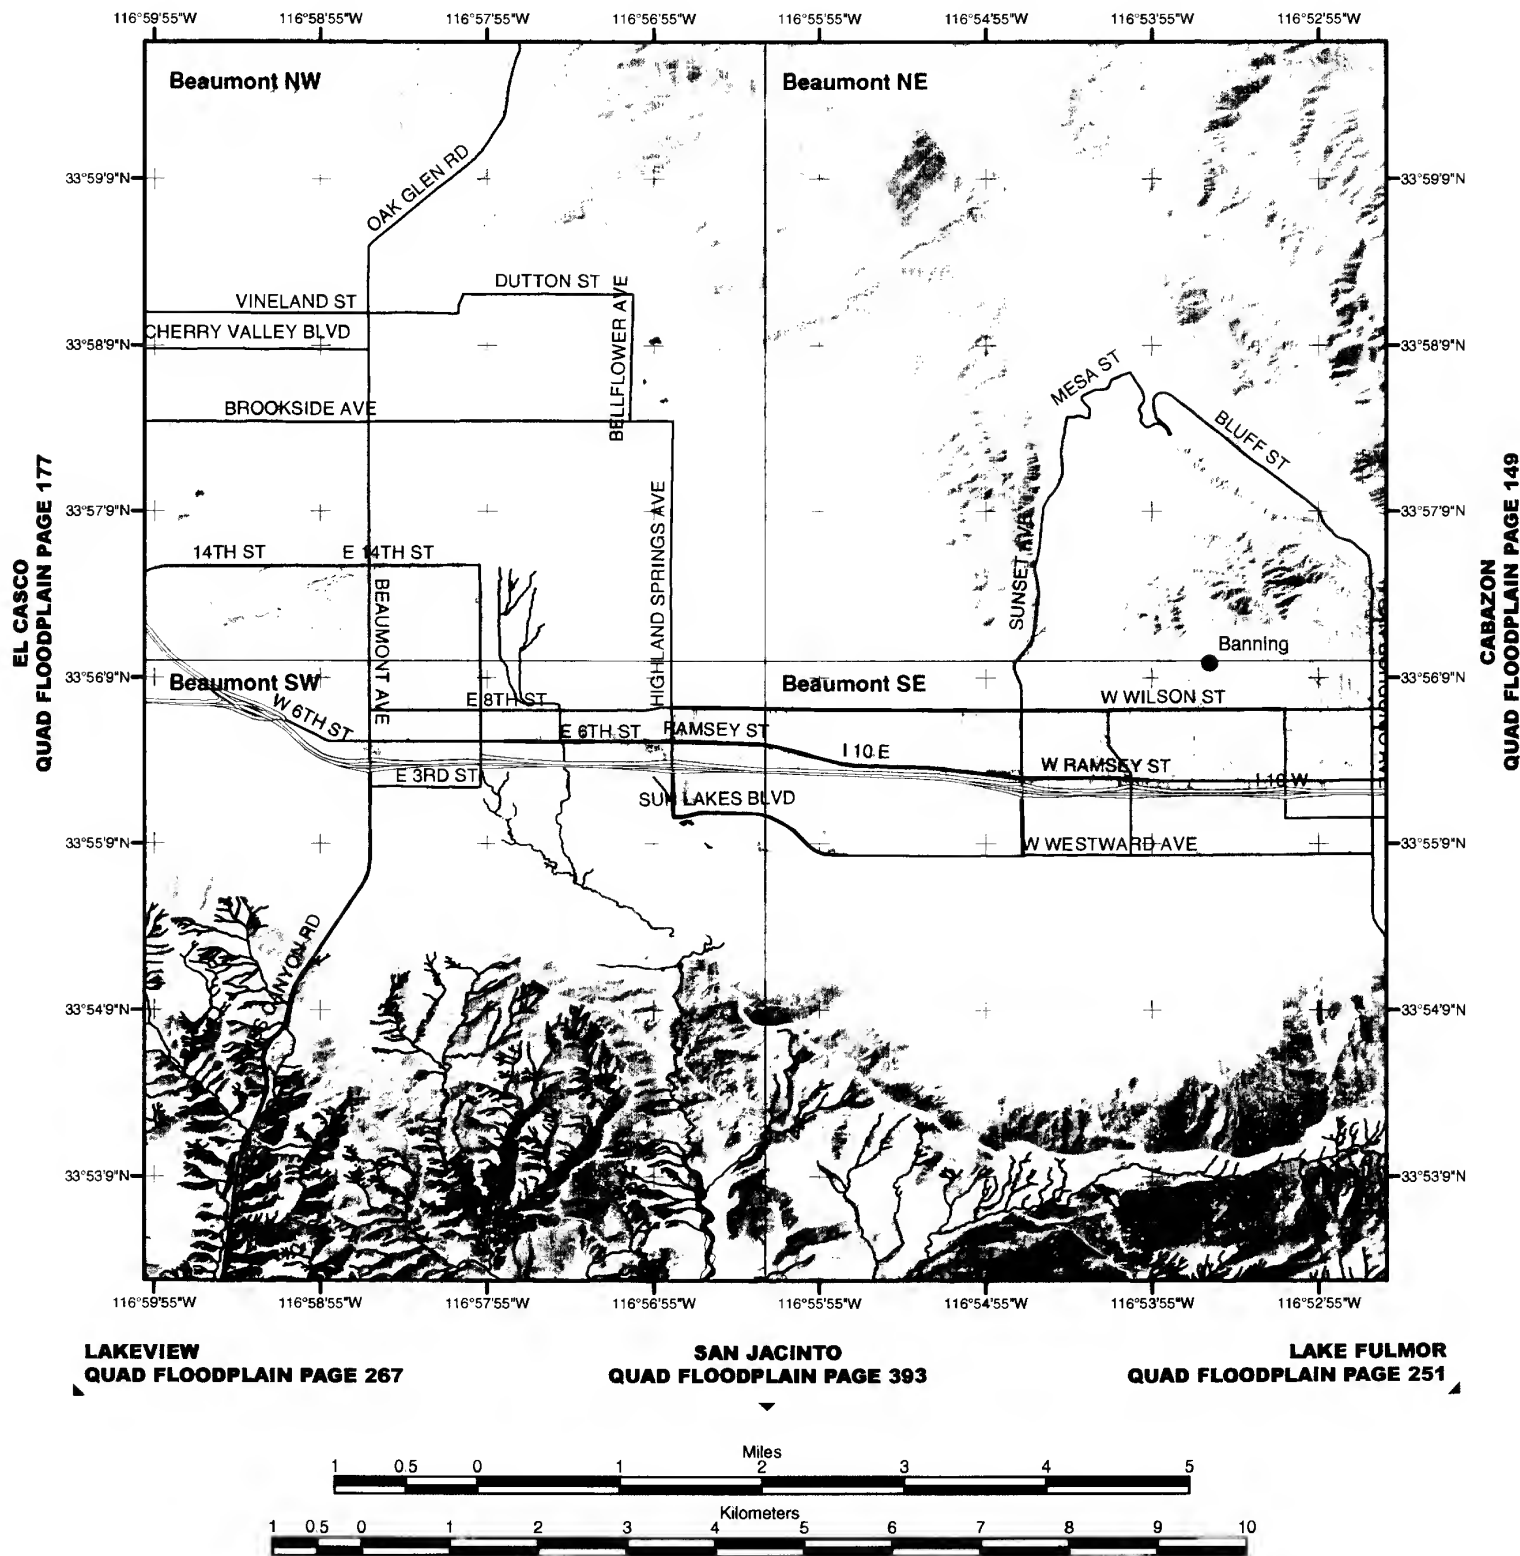 116°59'55"W 116°58'55"W 116°57'55"W 116°56'55"W 116°55'55"W 116°54'55"W 116°53'55"W 116°52'55"W
Beaumont NW
Beaumont NE
33°59'9"N
33°59'9"N
OAK GLEN RD
DUTTON ST
VINELAND ST
BELLFLOWER AVE
CHERRY VALLEY BLVD
33°58'9"N
33°58'9"N
MESA ST
BROOKSIDE AVE
BLUFF ST
EL CASCO
QUAD FLOODPLAIN PAGE 177
CABAZON
QUAD FLOODPLAIN PAGE 149
33°57'9"N
33°57'9"N
HIGHLAND SPRINGS AVE
14TH ST
E 14TH ST
SUNSET AVE
BEAUMONT AVE
Banning
33°56'9"N
33°56'9"N
Beaumont SW
Beaumont SE
W 6TH ST
E 8TH ST
W WILSON ST
E 6TH ST
RAMSEY ST
I 10 E
W RAMSEY ST
E 3RD ST
I 10 W
SUN LAKES BLVD
33°55'9"N
W WESTWARD AVE
33°55'9"N
CANYON RD
33°54'9"N
33°54'9"N
33°53'9"N
33°53'9"N
116°59'55"W 116°58'55"W 116°57'55"W 116°56'55"W 116°55'55"W 116°54'55"W 116°53'55"W 116°52'55"W
LAKEVIEW
QUAD FLOODPLAIN PAGE 267
SAN JACINTO
QUAD FLOODPLAIN PAGE 393
LAKE FULMOR
QUAD FLOODPLAIN PAGE 251
Miles
1 0.5 0 1 2 3 4 5
Kilometers
1 0.5 0 1 2 3 4 5 6 7 8 9 10